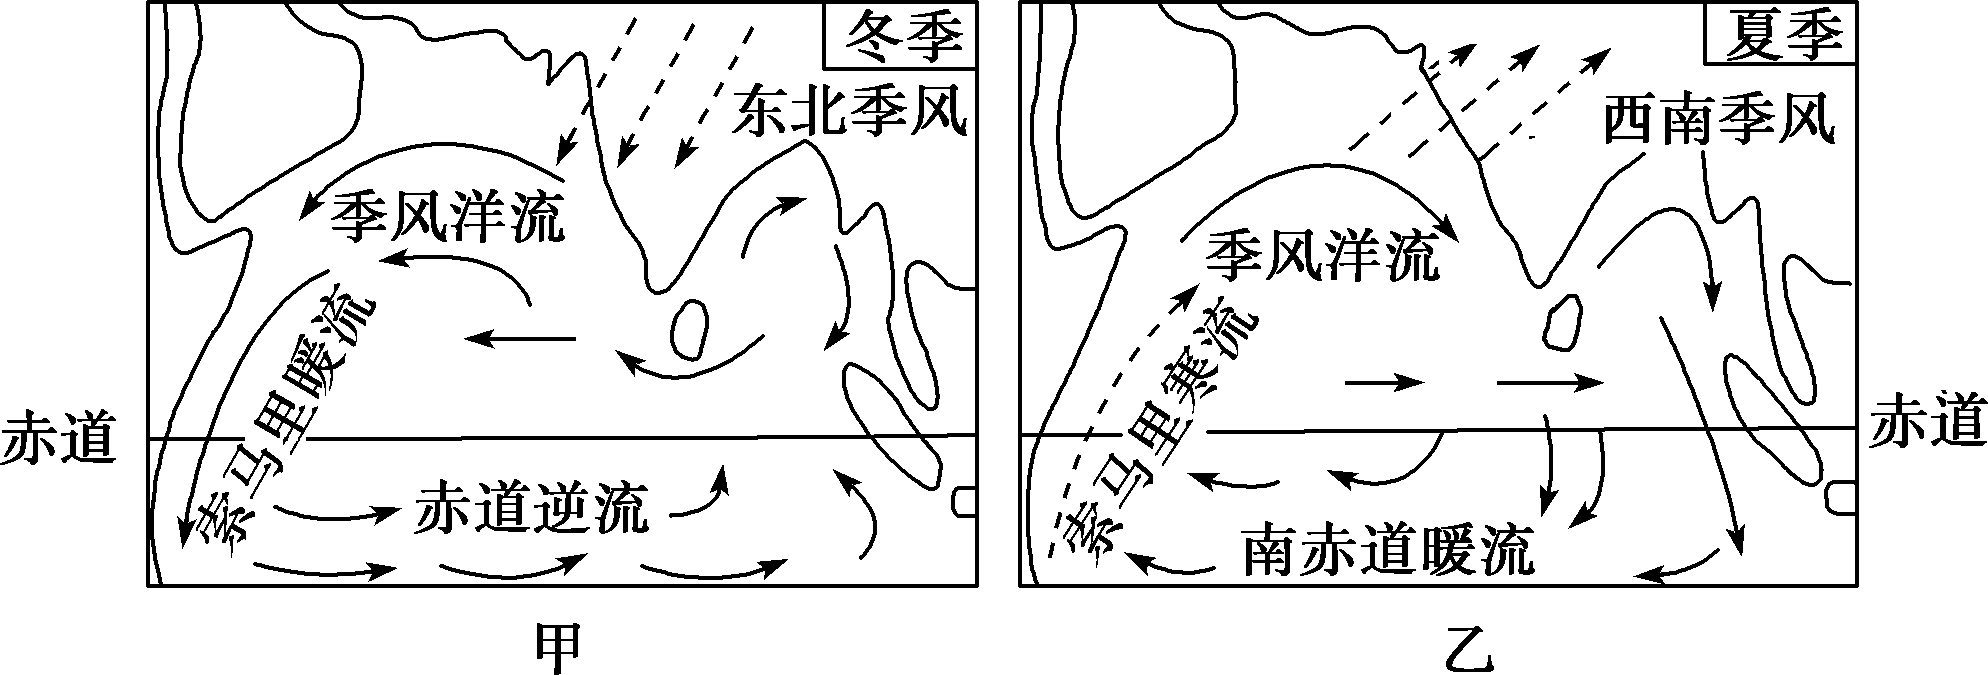 冬季
东北季风
季风洋流
索马里暖流
赤道
赤道逆流
甲
夏季
西南季风
季风洋流
索马里寒流
赤道
南赤道暖流
乙